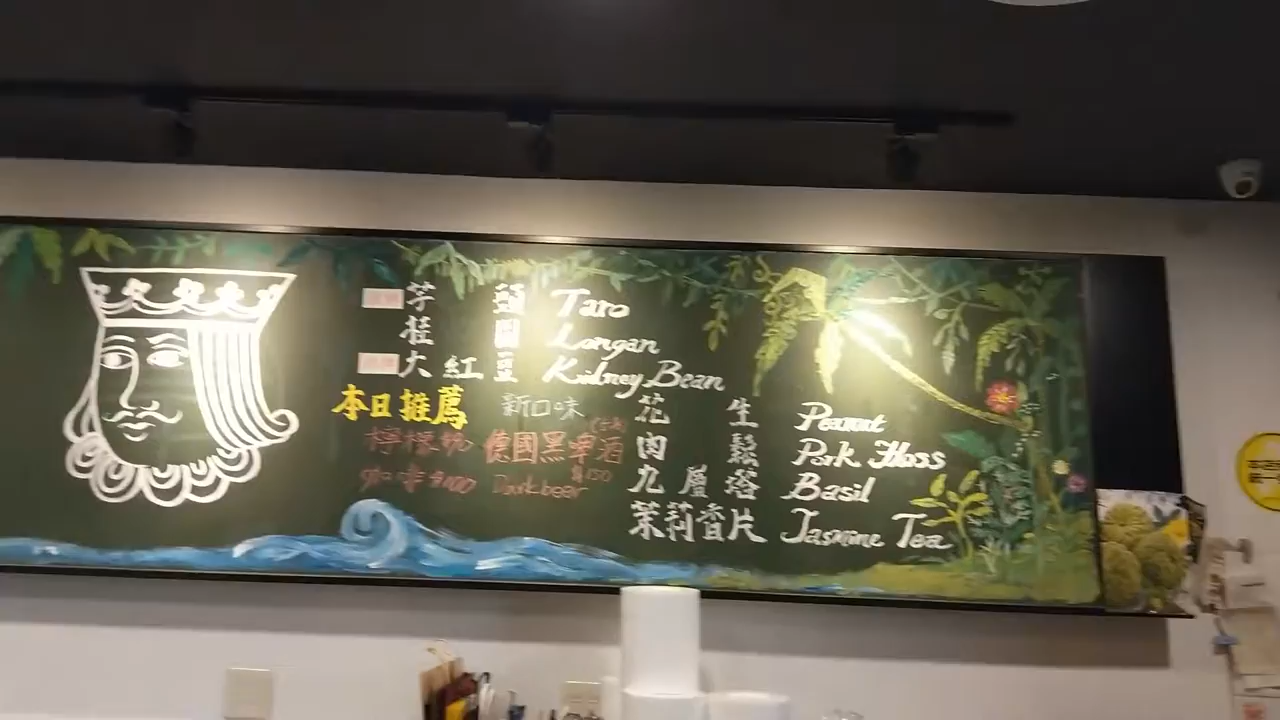 芋頭 Taro
桂圓 Longan
大紅豆 Kidney Bean
本日推薦 新口味
檸檬
德國黑啤酒
$100 Dark beer $150
花生 Peanut
肉鬆 Pork Floss
九層塔 Basil
茉莉香片 Jasmine Tea